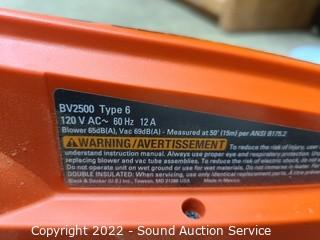 BV2500 Type 6
120 V AC~ 60 Hz 12 A
Blower 65dB(A), Vac 69dB(A) - Measured at 50' (15m) per ANSI B175.2
WARNING/AVERTISSEMENT To reduce the risk of injury, user
understand instruction manual. Always use proper eye and respiratory protection.
replacing blower and vac tube assemblies. To reduce the risk of electric shock, do not
Do not operate unit on wet ground or use for wet material. Do not operate
DOUBLE INSULATED: When servicing, use only identical replacement parts.
Black & Decker (U.S.) Inc., Towson, MD 21286 USA Made in Mexico
Copyright 2022 - Sound Auction Service